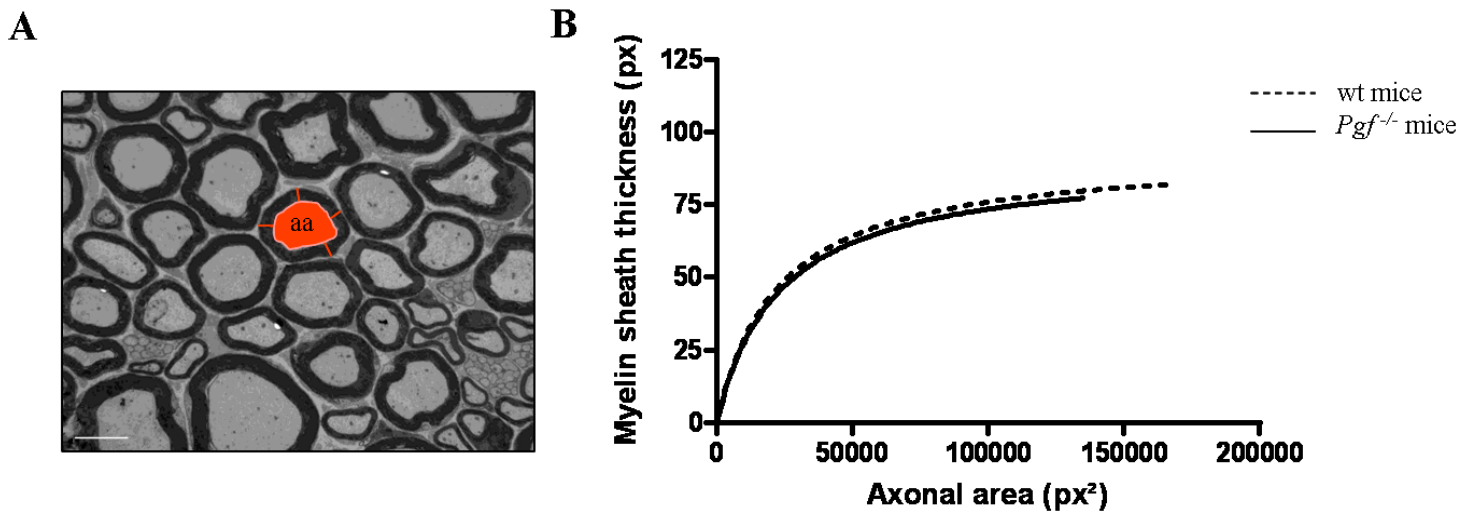 A
aa
B
Myelin sheath thickness (px)
125
100
75
50
25
0
0 50000 100000 150000 200000
Axonal area (px²)
wt mice
Pgf -/- mice